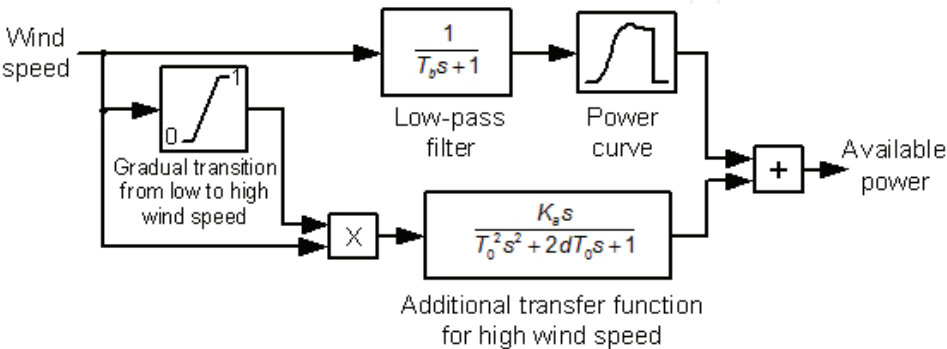 Wind
speed
1
T_b s + 1
Low-pass
filter
Power
curve
0
1
Gradual transition
from low to high
wind speed
X
K_a s
T_0^2 s^2 + 2dT_0 s + 1
Additional transfer function
for high wind speed
+
Available
power